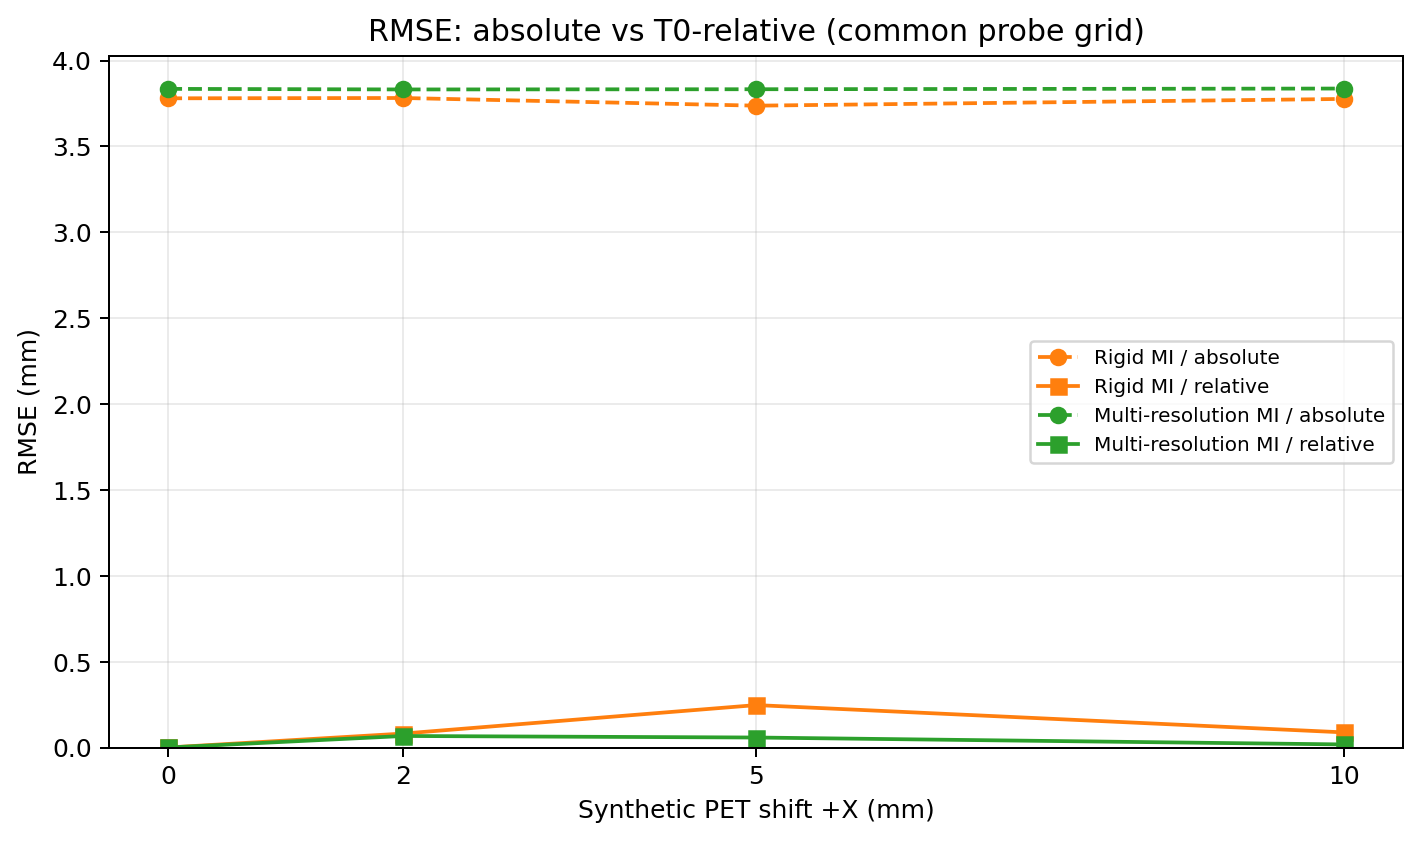 RMSE: absolute vs T0-relative (common probe grid)
RMSE (mm)
4.0
3.5
3.0
2.5
2.0
1.5
1.0
0.5
0.0
Rigid MI / absolute
Rigid MI / relative
Multi-resolution MI / absolute
Multi-resolution MI / relative
0 2 5 10
Synthetic PET shift +X (mm)